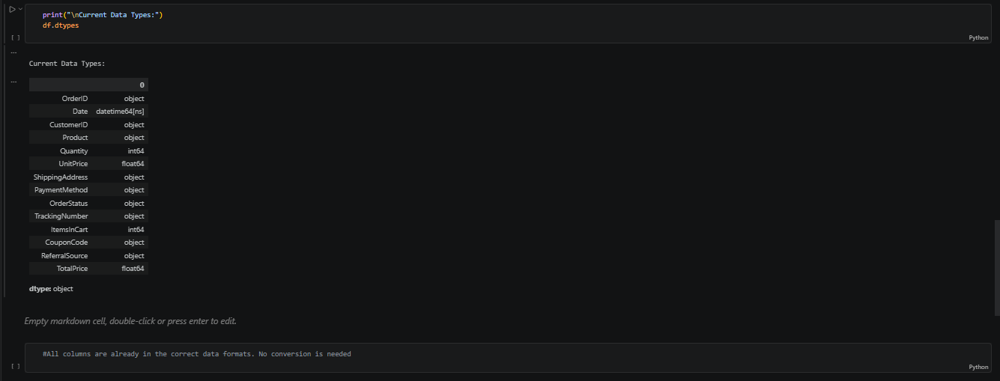 print("\nCurrent Data Types:")
df.dtypes
[ ]
Python
...
Current Data Types:
...
0
OrderID object
Date datetime64[ns]
CustomerID object
Product object
Quantity int64
UnitPrice float64
ShippingAddress object
PaymentMethod object
OrderStatus object
TrackingNumber object
ItemsInCart int64
CouponCode object
ReferralSource object
TotalPrice float64
dtype: object
Empty markdown cell, double-click or press enter to edit.
#All columns are already in the correct data formats. No conversion is needed
[ ]
Python